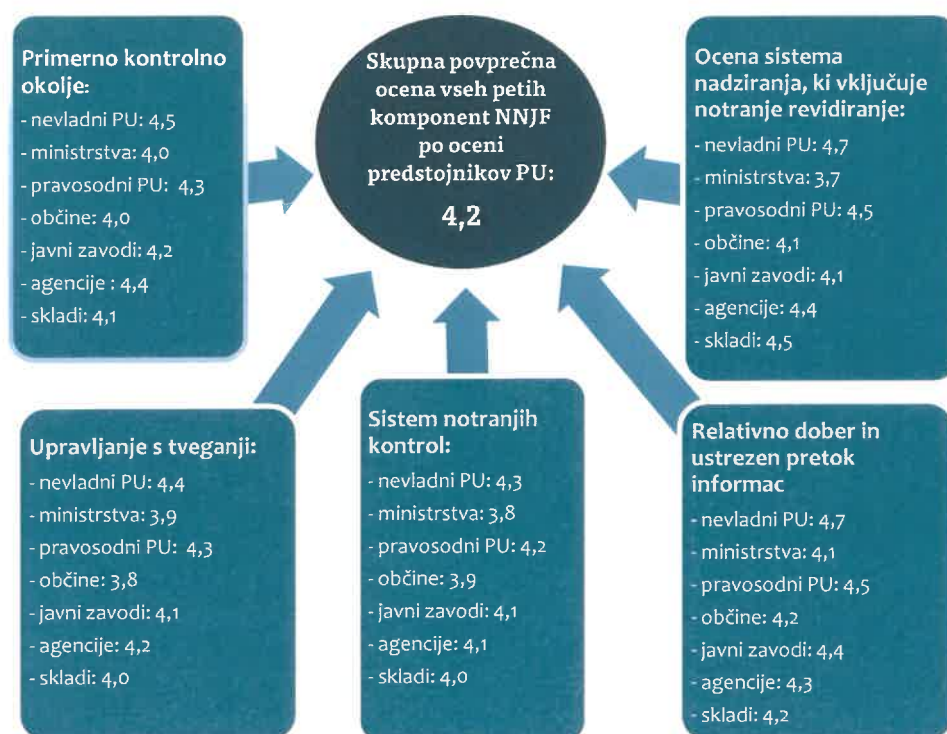 Primerno kontrolno
okolje:
- nevladni PU: 4,5
- ministrstva: 4,0
- pravosodni PU: 4,3
- občine: 4,0
- javni zavodi: 4,2
- agencije : 4,4
- skladi: 4,1
Skupna povprečna
ocena vseh petih
komponent NNJF
po oceni
predstojnikov PU:
4,2
Ocena sistema
nadziranja, ki vključuje
notranje revidiranje:
- nevladni PU: 4,7
- ministrstva: 3,7
- pravosodni PU: 4,5
- občine: 4,1
- javni zavodi: 4,1
- agencije: 4,4
- skladi: 4,5
Upravljanje s tveganji:
- nevladni PU: 4,4
- ministrstva: 3,9
- pravosodni PU: 4,3
- občine: 3,8
- javni zavodi: 4,1
- agencije: 4,2
- skladi: 4,0
Sistem notranjih
kontrol:
- nevladni PU: 4,3
- ministrstva: 3,8
- pravosodni PU: 4,2
- občine: 3,9
- javni zavodi: 4,1
- agencije: 4,1
- skladi: 4,0
Relativno dober in
ustrezen pretok
informac
- nevladni PU: 4,7
- ministrstva: 4,1
- pravosodni PU: 4,5
- občine: 4,2
- javni zavodi: 4,4
- agencije: 4,3
- skladi: 4,2